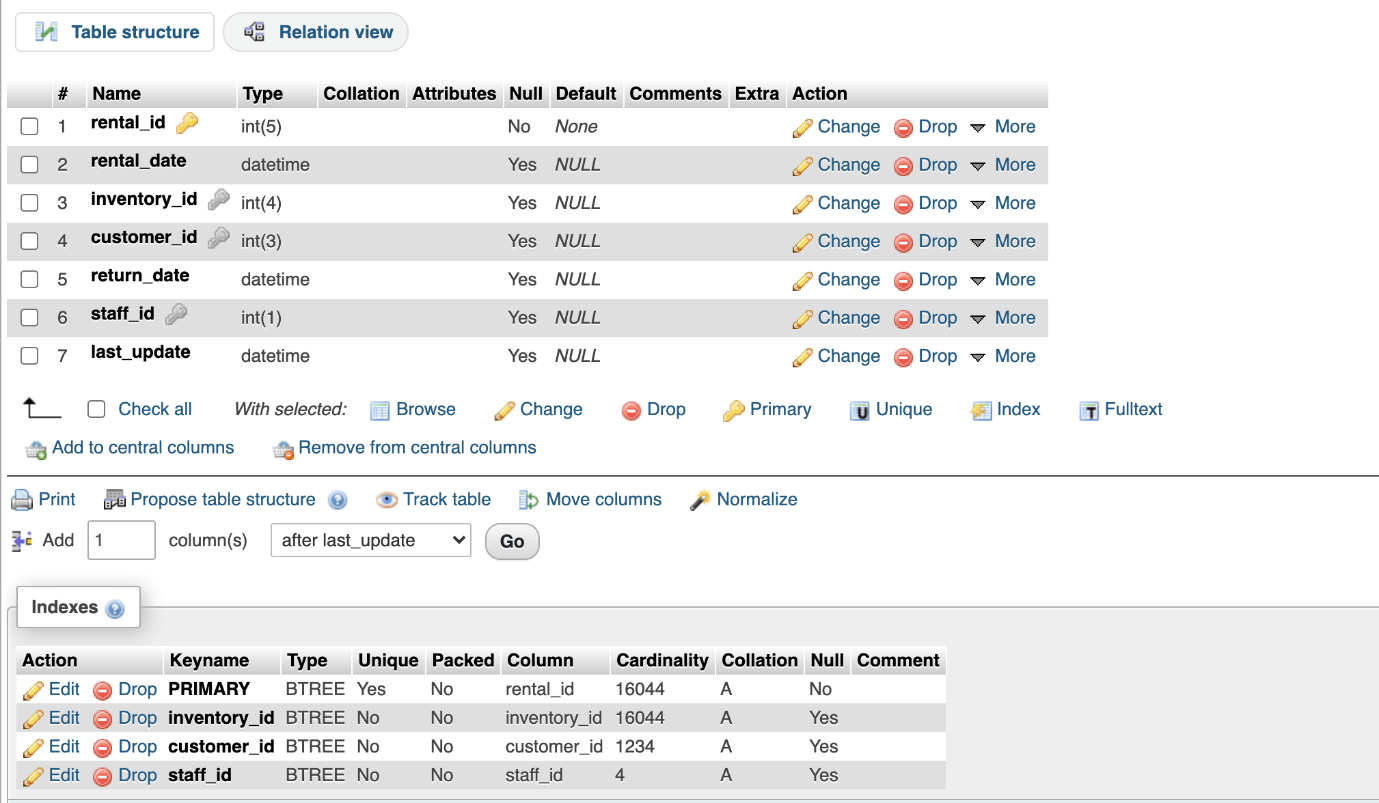 Table structure Relation view
# Name Type Collation Attributes Null Default Comments Extra Action
1 rental_id int(5) No None Change Drop More
2 rental_date datetime Yes NULL Change Drop More
3 inventory_id int(4) Yes NULL Change Drop More
4 customer_id int(3) Yes NULL Change Drop More
5 return_date datetime Yes NULL Change Drop More
6 staff_id int(1) Yes NULL Change Drop More
7 last_update datetime Yes NULL Change Drop More
Check all With selected: Browse Change Drop Primary Unique Index Fulltext
Add to central columns Remove from central columns
Print Propose table structure Track table Move columns Normalize
Add 1 column(s) after last_update Go
Indexes
Action Keyname Type Unique Packed Column Cardinality Collation Null Comment
Edit Drop PRIMARY BTREE Yes No rental_id 16044 A No
Edit Drop inventory_id BTREE No No inventory_id 16044 A Yes
Edit Drop customer_id BTREE No No customer_id 1234 A Yes
Edit Drop staff_id BTREE No No staff_id 4 A Yes